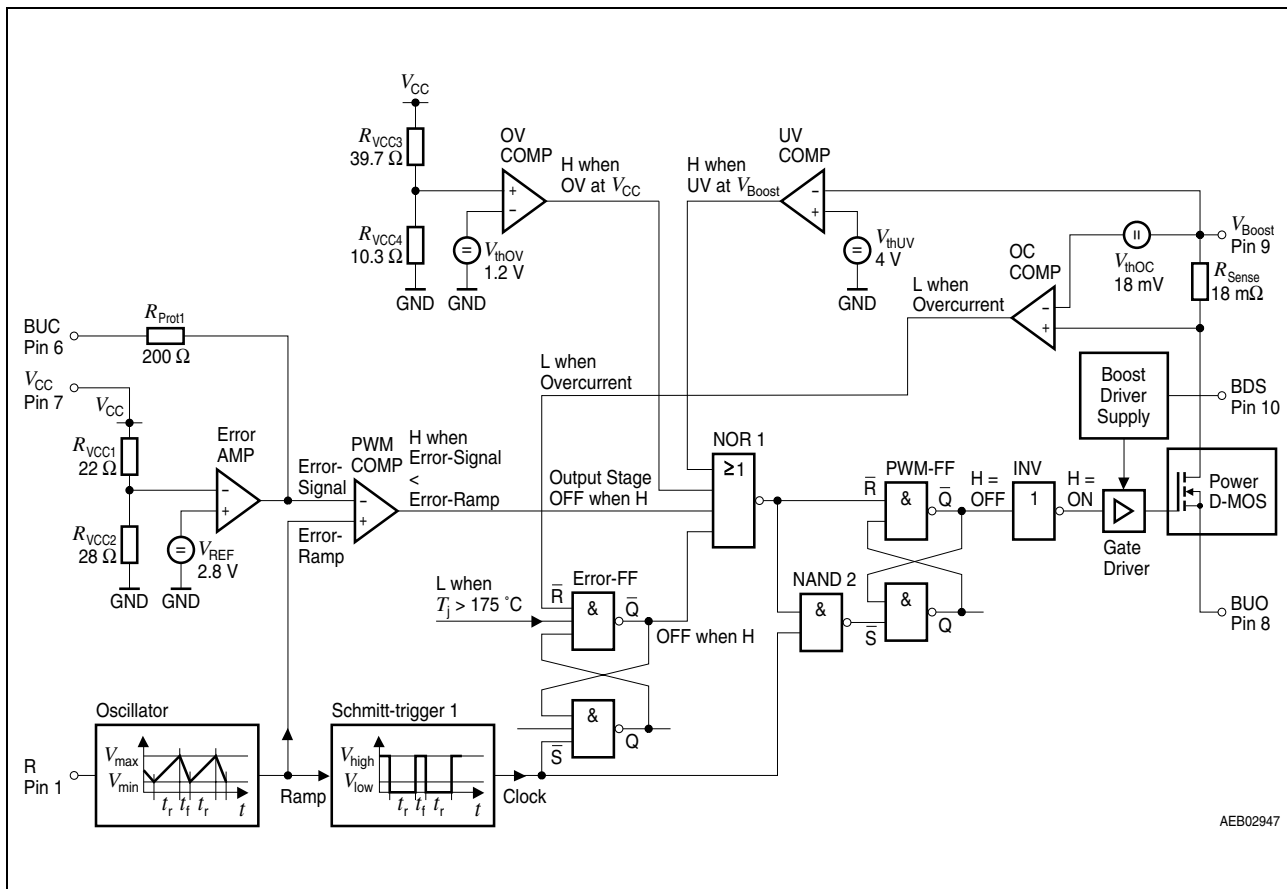 V_CC
R_VCC3
39.7 Ω
R_VCC4
10.3 Ω
GND
OV
COMP
H when
OV at V_CC
+
−
=
V_thOV
1.2 V
GND
UV
COMP
H when
UV at V_Boost
−
+
=
V_thUV
4 V
GND
OC
COMP
−
+
L when
Overcurrent
=
V_thOC
18 mV
V_Boost
Pin 9
R_Sense
18 mΩ
BUC
Pin 6
R_Prot1
200 Ω
V_CC
Pin 7
V_CC
R_VCC1
22 Ω
R_VCC2
28 Ω
GND
Error
AMP
−
+
=
V_REF
2.8 V
GND
Error-
Signal
PWM
COMP
−
+
Error-
Ramp
H when
Error-Signal
<
Error-Ramp
L when
Overcurrent
Output Stage
OFF when H
NOR 1
≥1
L when
T_j > 175 ˚C
Error-FF
R̅
&
Q̅
OFF when H
&
S̅
Q
NAND 2
&
PWM-FF
R̅
&
Q̅
S̅
&
Q
H =
OFF
INV
1
H =
ON
Gate
Driver
Boost
Driver
Supply
BDS
Pin 10
Power
D-MOS
BUO
Pin 8
R
Pin 1
Oscillator
V_max
V_min
t_r t_f t_r t
Ramp
Schmitt-trigger 1
V_high
V_low
t_r t_f t_r t
Clock
AEB02947